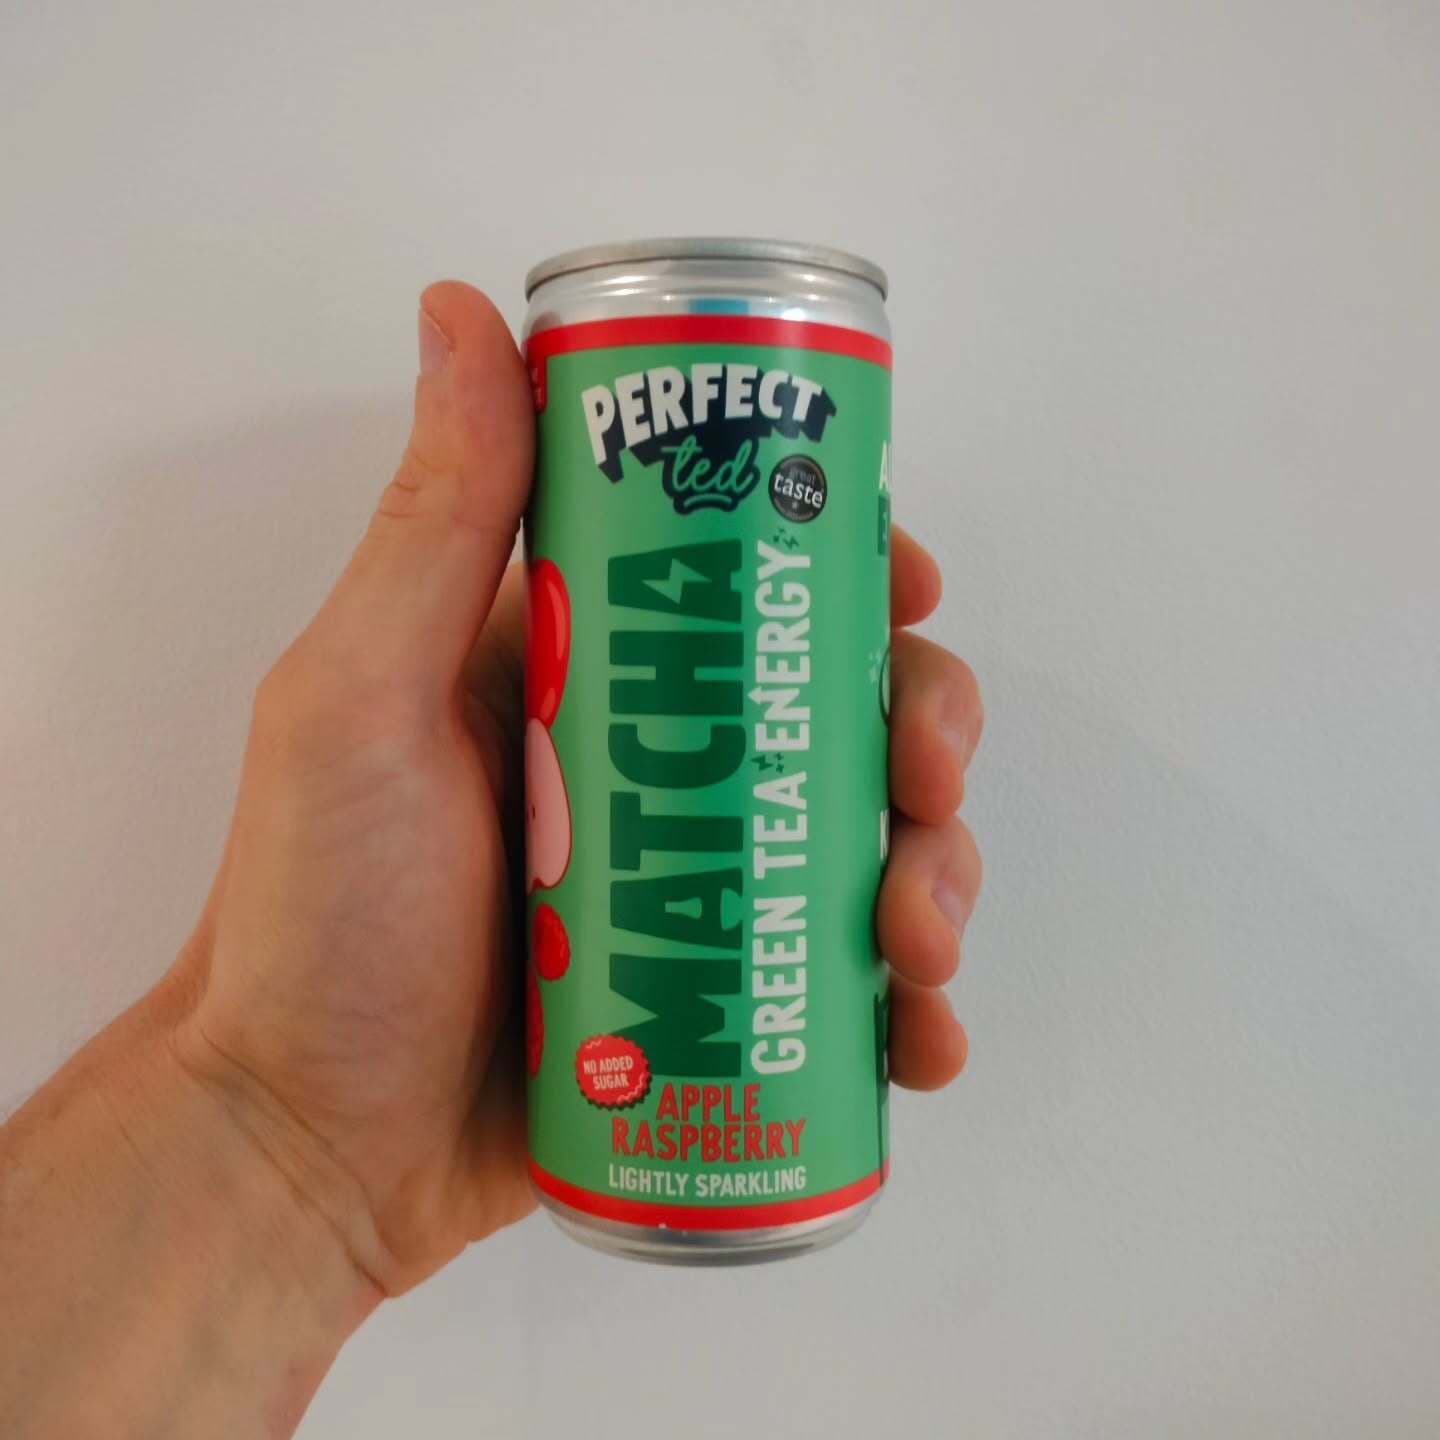 PERFECT
ted
great
taste
MATCHA
GREEN TEA ENERGY
NO ADDED
SUGAR
APPLE
RASPBERRY
LIGHTLY SPARKLING